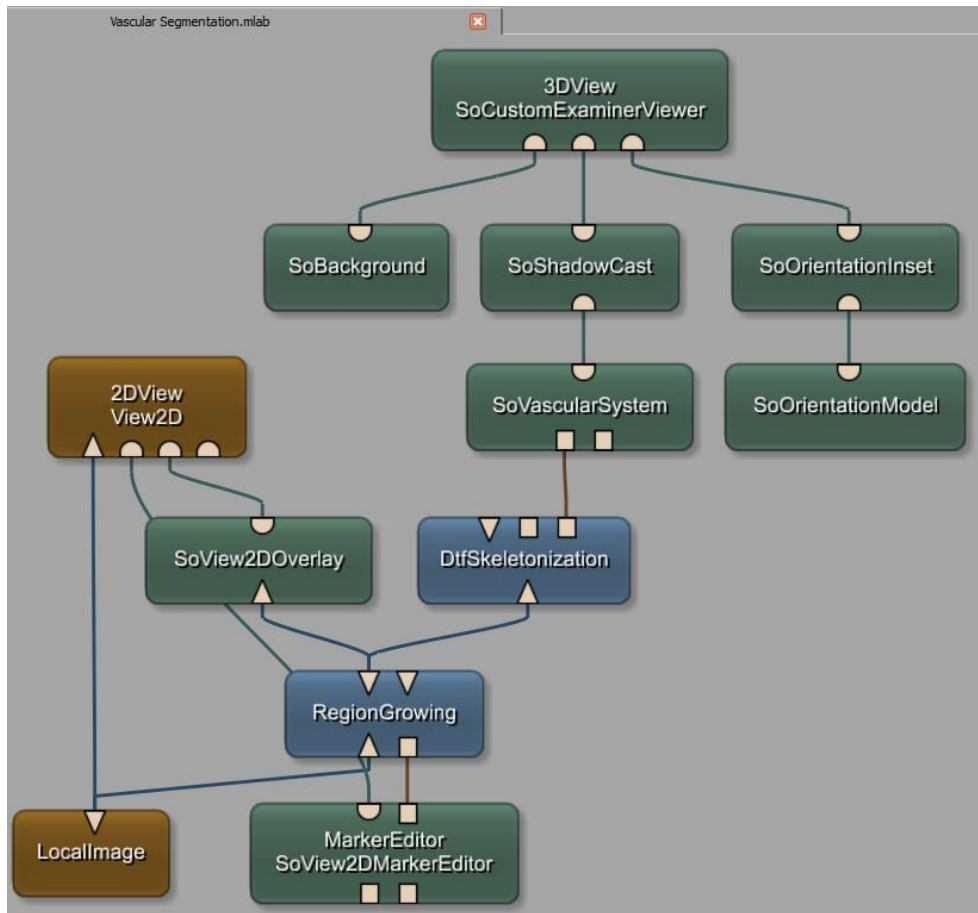 Vascular Segmentation.mlab
3DView
SoCustomExaminerViewer
SoBackground
SoShadowCast
SoOrientationInset
2DView
View2D
SoVascularSystem
SoOrientationModel
SoView2DOverlay
DtfSkeletonization
RegionGrowing
LocalImage
MarkerEditor
SoView2DMarkerEditor